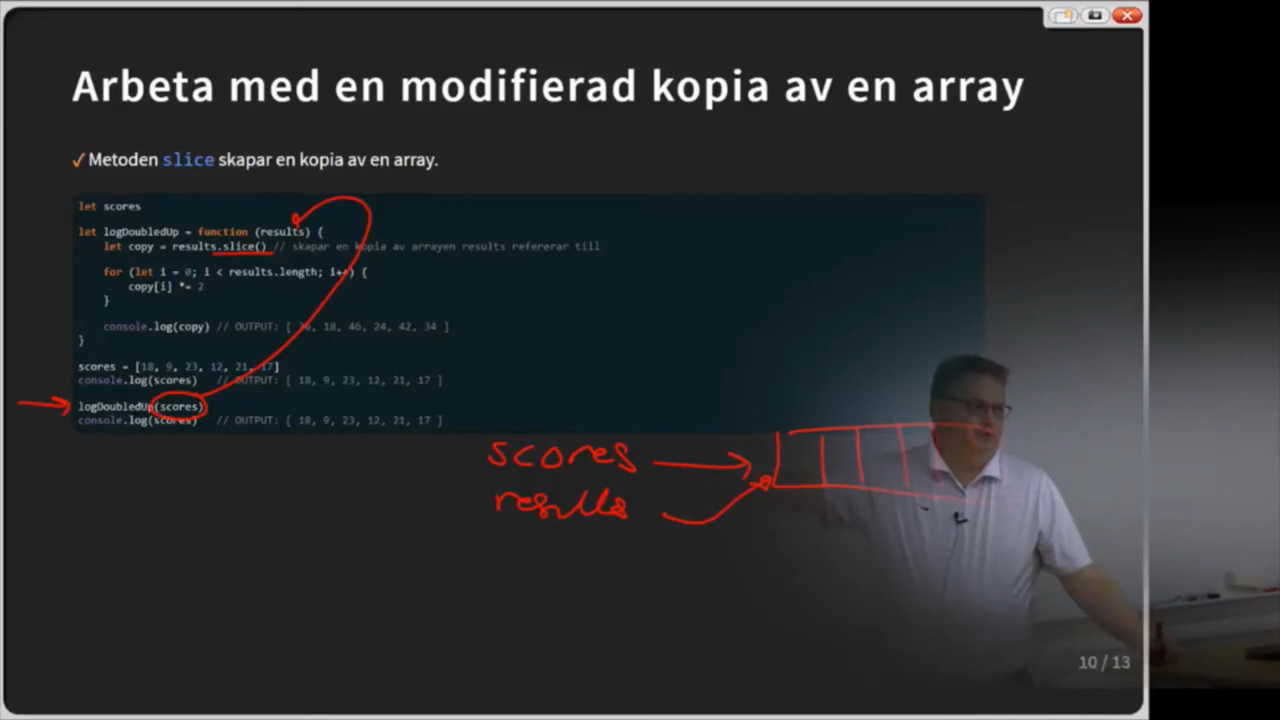 Arbeta med en modifierad kopia av en array
✓ Metoden slice skapar en kopia av en array.
let scores
let logDoubledUp = function (results) {
let copy = results.slice() // skapar en kopia av arrayen results refererar till
for (let i = 0; i < results.length; i++) {
copy[i] *= 2
}
console.log(copy) // OUTPUT: [ 36, 18, 46, 24, 42, 34 ]
}
scores = [18, 9, 23, 12, 21, 17]
console.log(scores) // OUTPUT: [ 18, 9, 23, 12, 21, 17 ]
logDoubledUp(scores)
console.log(scores) // OUTPUT: [ 18, 9, 23, 12, 21, 17 ]
scores
results
10 / 13